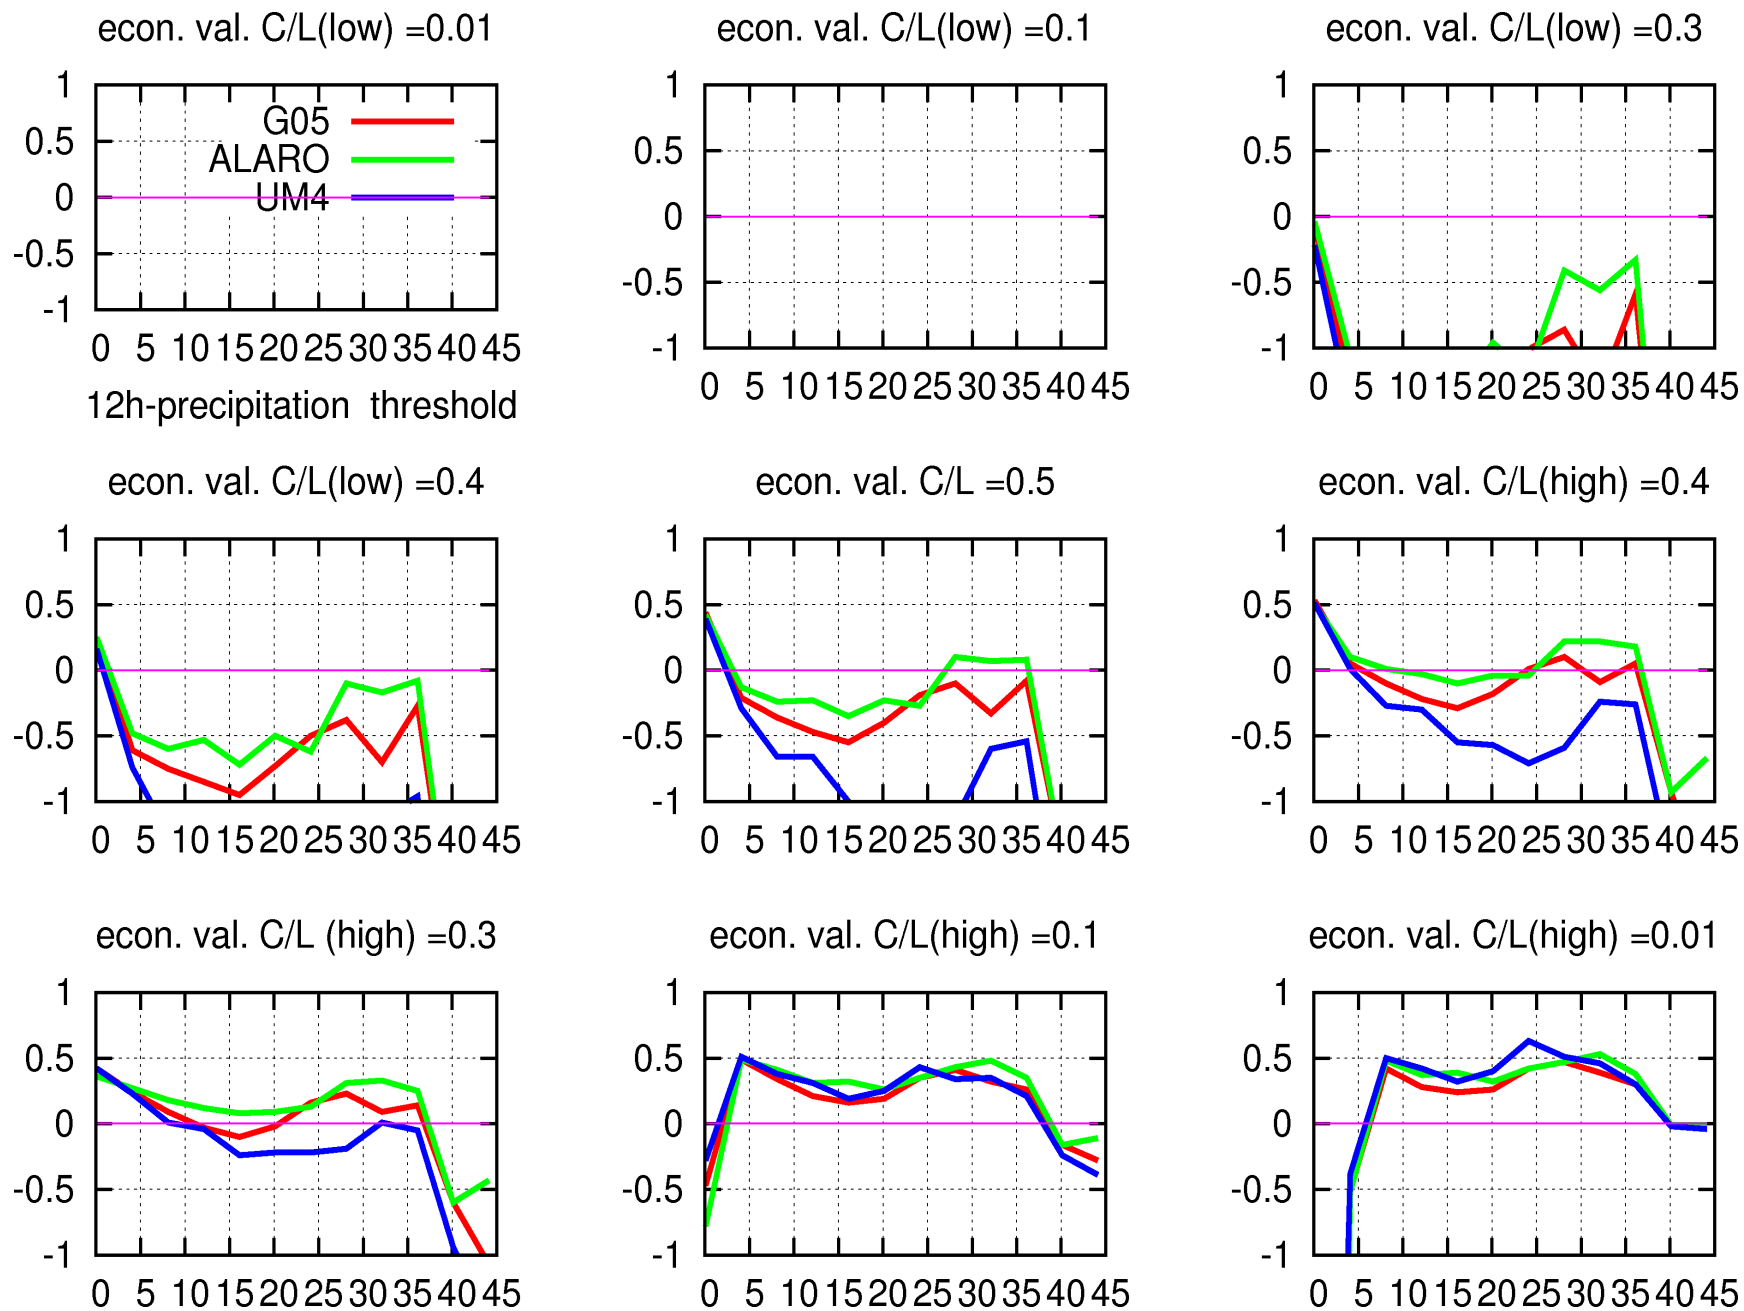 econ. val. C/L(low) =0.01
1
0.5
0
-0.5
-1
G05
ALARO
UM4
0 5 10 15 20 25 30 35 40 45
12h-precipitation threshold
econ. val. C/L(low) =0.1
1
0.5
0
-0.5
-1
0 5 10 15 20 25 30 35 40 45
econ. val. C/L(low) =0.3
1
0.5
0
-0.5
-1
0 5 10 15 20 25 30 35 40 45
econ. val. C/L(low) =0.4
1
0.5
0
-0.5
-1
0 5 10 15 20 25 30 35 40 45
econ. val. C/L =0.5
1
0.5
0
-0.5
-1
0 5 10 15 20 25 30 35 40 45
econ. val. C/L(high) =0.4
1
0.5
0
-0.5
-1
0 5 10 15 20 25 30 35 40 45
econ. val. C/L (high) =0.3
1
0.5
0
-0.5
-1
0 5 10 15 20 25 30 35 40 45
econ. val. C/L(high) =0.1
1
0.5
0
-0.5
-1
0 5 10 15 20 25 30 35 40 45
econ. val. C/L(high) =0.01
1
0.5
0
-0.5
-1
0 5 10 15 20 25 30 35 40 45